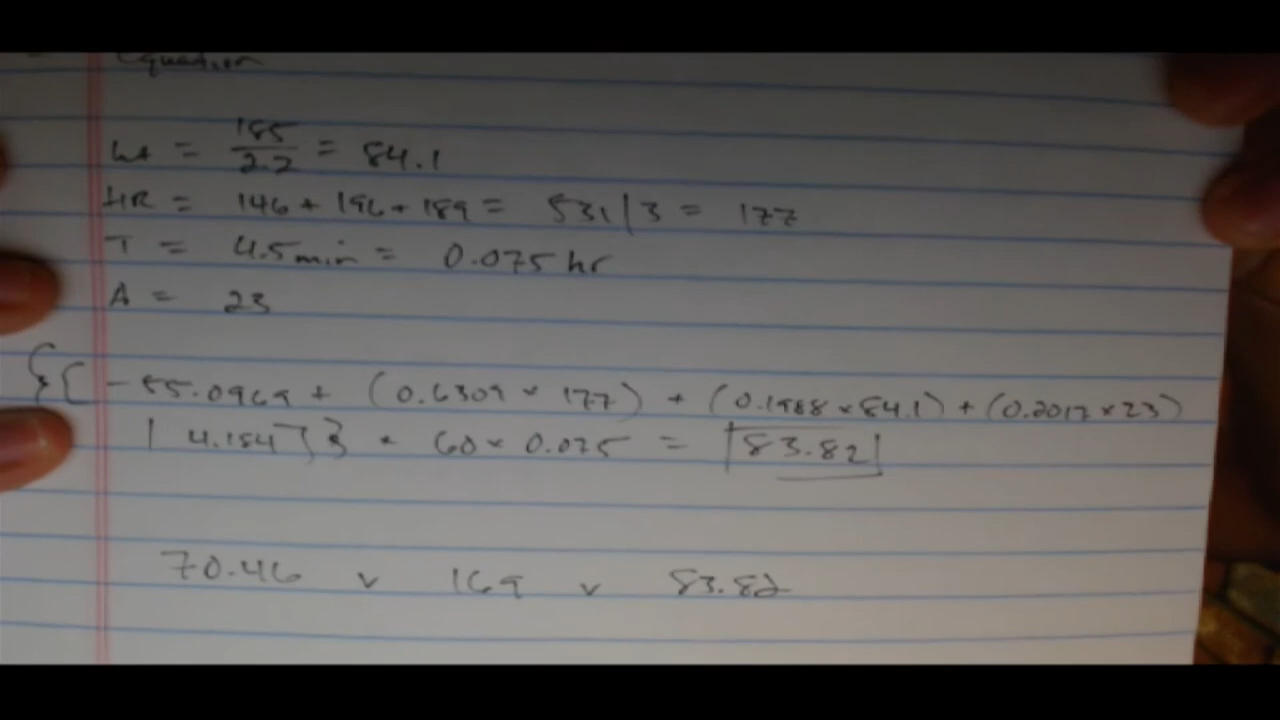 Equation
Wt = 185/2.2 = 84.1
HR = 146 + 196 + 189 = 531/3 = 177
T = 4.5 min = 0.075 hr
A = 23
{[-55.0969 + (0.6309 × 177) + (0.1988 × 84.1) + (0.2017 × 23)
/ 4.184]} × 60 × 0.075 = 83.82
70.46 v 169 v 83.82